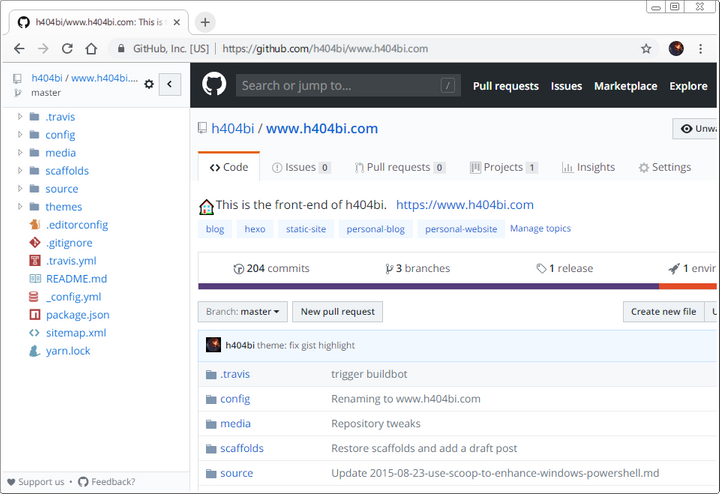 h404bi/www.h404bi.com: This is t
GitHub, Inc. [US] | https://github.com/h404bi/www.h404bi.com
h404bi / www.h404bi....
master
.travis
config
media
scaffolds
source
themes
.editorconfig
.gitignore
.travis.yml
README.md
_config.yml
package.json
sitemap.xml
yarn.lock
Support us • Feedback?
Search or jump to... /
Pull requests Issues Marketplace Explore
h404bi / www.h404bi.com
Unwa
Code Issues 0 Pull requests 0 Projects 1 Insights Settings
This is the front-end of h404bi. https://www.h404bi.com
blog hexo static-site personal-blog personal-website Manage topics
204 commits 3 branches 1 release 1 envir
Branch: master New pull request Create new file U
h404bi theme: fix gist highlight
.travis trigger buildbot
config Renaming to www.h404bi.com
media Repository tweaks
scaffolds Restore scaffolds and add a draft post
source Update 2015-08-23-use-scoop-to-enhance-windows-powershell.md